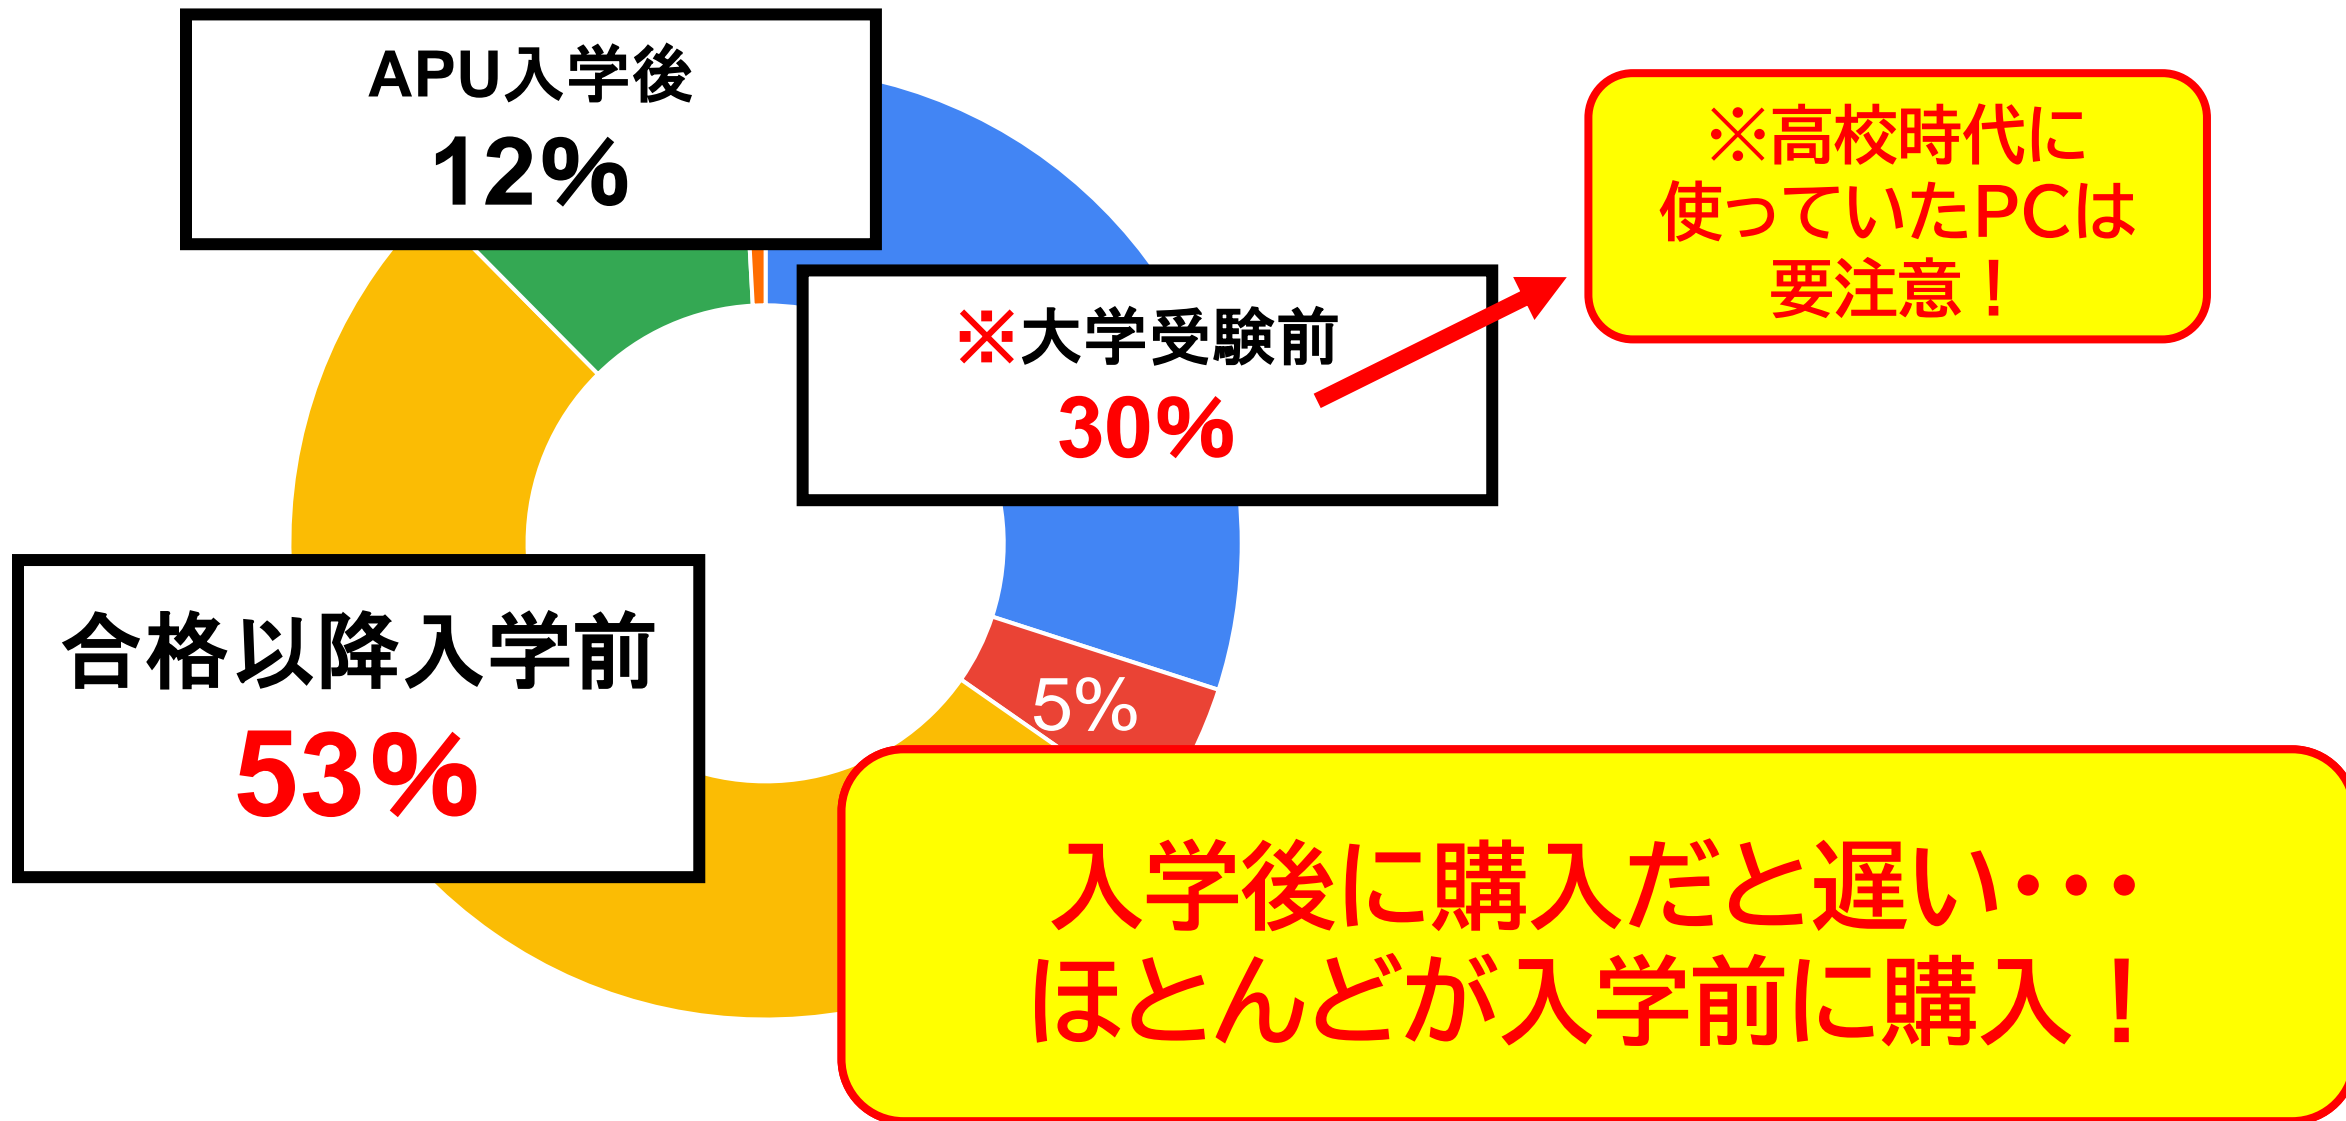 APU入学後
12%
※大学受験前
30%
※高校時代に
使っていたPCは
要注意！
合格以降入学前
53%
5%
入学後に購入だと遅い・・・
ほとんどが入学前に購入！